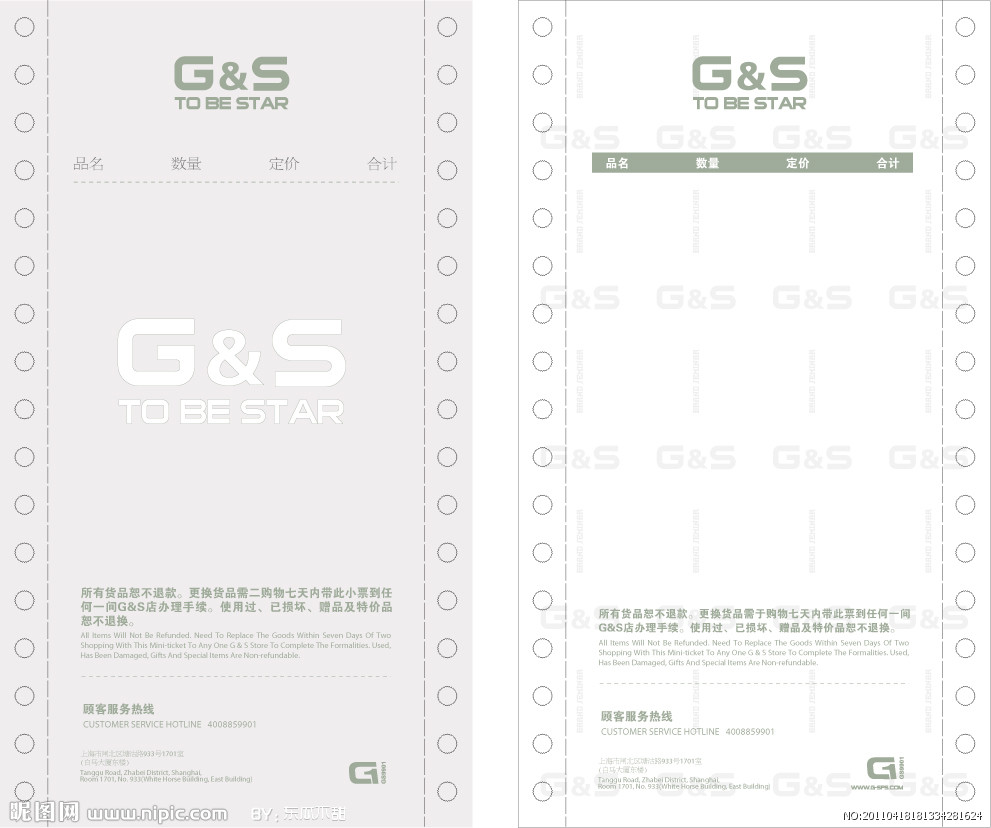 G&S
TO BE STAR
品名 数量 定价 合计
G&S
TO BE STAR
所有货品恕不退款。更换货品需二购物七天内带此小票到任
何一间G&S店办理手续。使用过、已损坏、赠品及特价品
恕不退换。
All Items Will Not Be Refunded. Need To Replace The Goods Within Seven Days Of Two
Shopping With This Mini-ticket To Any One G & S Store To Complete The Formalities. Used,
Has Been Damaged, Gifts And Special Items Are Non-refundable.
顾客服务热线
CUSTOMER SERVICE HOTLINE 4008859901
上海市闸北区塘沽路933号1701室
(白马大厦东楼)
Tanggu Road, Zhabei District, Shanghai,
Room 1701, No. 933(White Horse Building, East Building)
G
昵图网 www.nipic.com BY:
G&S
TO BE STAR
品名 数量 定价 合计
G&S G&S G&S G&S
G&S G&S G&S G&S
G&S G&S G&S G&S
所有货品恕不退款。更换货品需于购物七天内带此票到任何一间
G&S店办理手续。使用过、已损坏、赠品及特价品恕不退换。
All Items Will Not Be Refunded. Need To Replace The Goods Within Seven Days Of Two
Shopping With This Mini-ticket To Any One G & S Store To Complete The Formalities. Used,
Has Been Damaged, Gifts And Special Items Are Non-refundable.
顾客服务热线
CUSTOMER SERVICE HOTLINE 4008859901
上海市闸北区塘沽路933号1701室
(白马大厦东楼)
Tanggu Road, Zhabei District, Shanghai,
Room 1701, No. 933(White Horse Building, East Building)
G
WWW.G-SPS.COM
NO:20110418181334281624